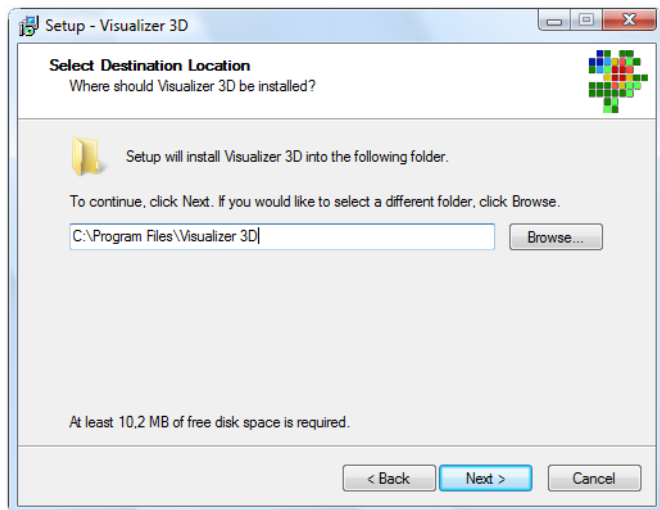 Setup - Visualizer 3D
Select Destination Location
Where should Visualizer 3D be installed?
Setup will install Visualizer 3D into the following folder.
To continue, click Next. If you would like to select a different folder, click Browse.
C:\Program Files\Visualizer 3D
Browse...
At least 10,2 MB of free disk space is required.
< Back
Next >
Cancel